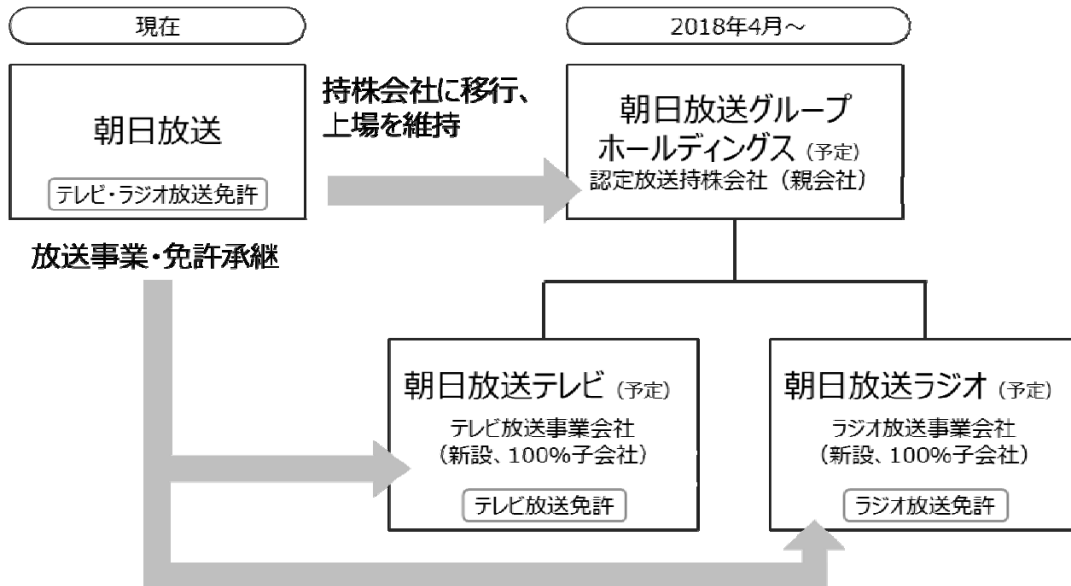 現在
2018年4月～
朝日放送
テレビ・ラジオ放送免許
持株会社に移行、
上場を維持
朝日放送グループ
ホールディングス（予定）
認定放送持株会社（親会社）
放送事業・免許承継
朝日放送テレビ（予定）
テレビ放送事業会社
（新設、100%子会社）
テレビ放送免許
朝日放送ラジオ（予定）
ラジオ放送事業会社
（新設、100%子会社）
ラジオ放送免許